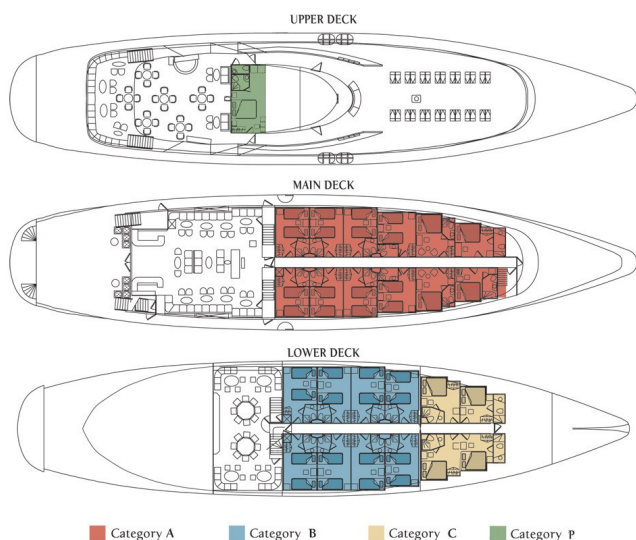 UPPER DECK
MAIN DECK
LOWER DECK
Category A
Category B
Category C
Category P